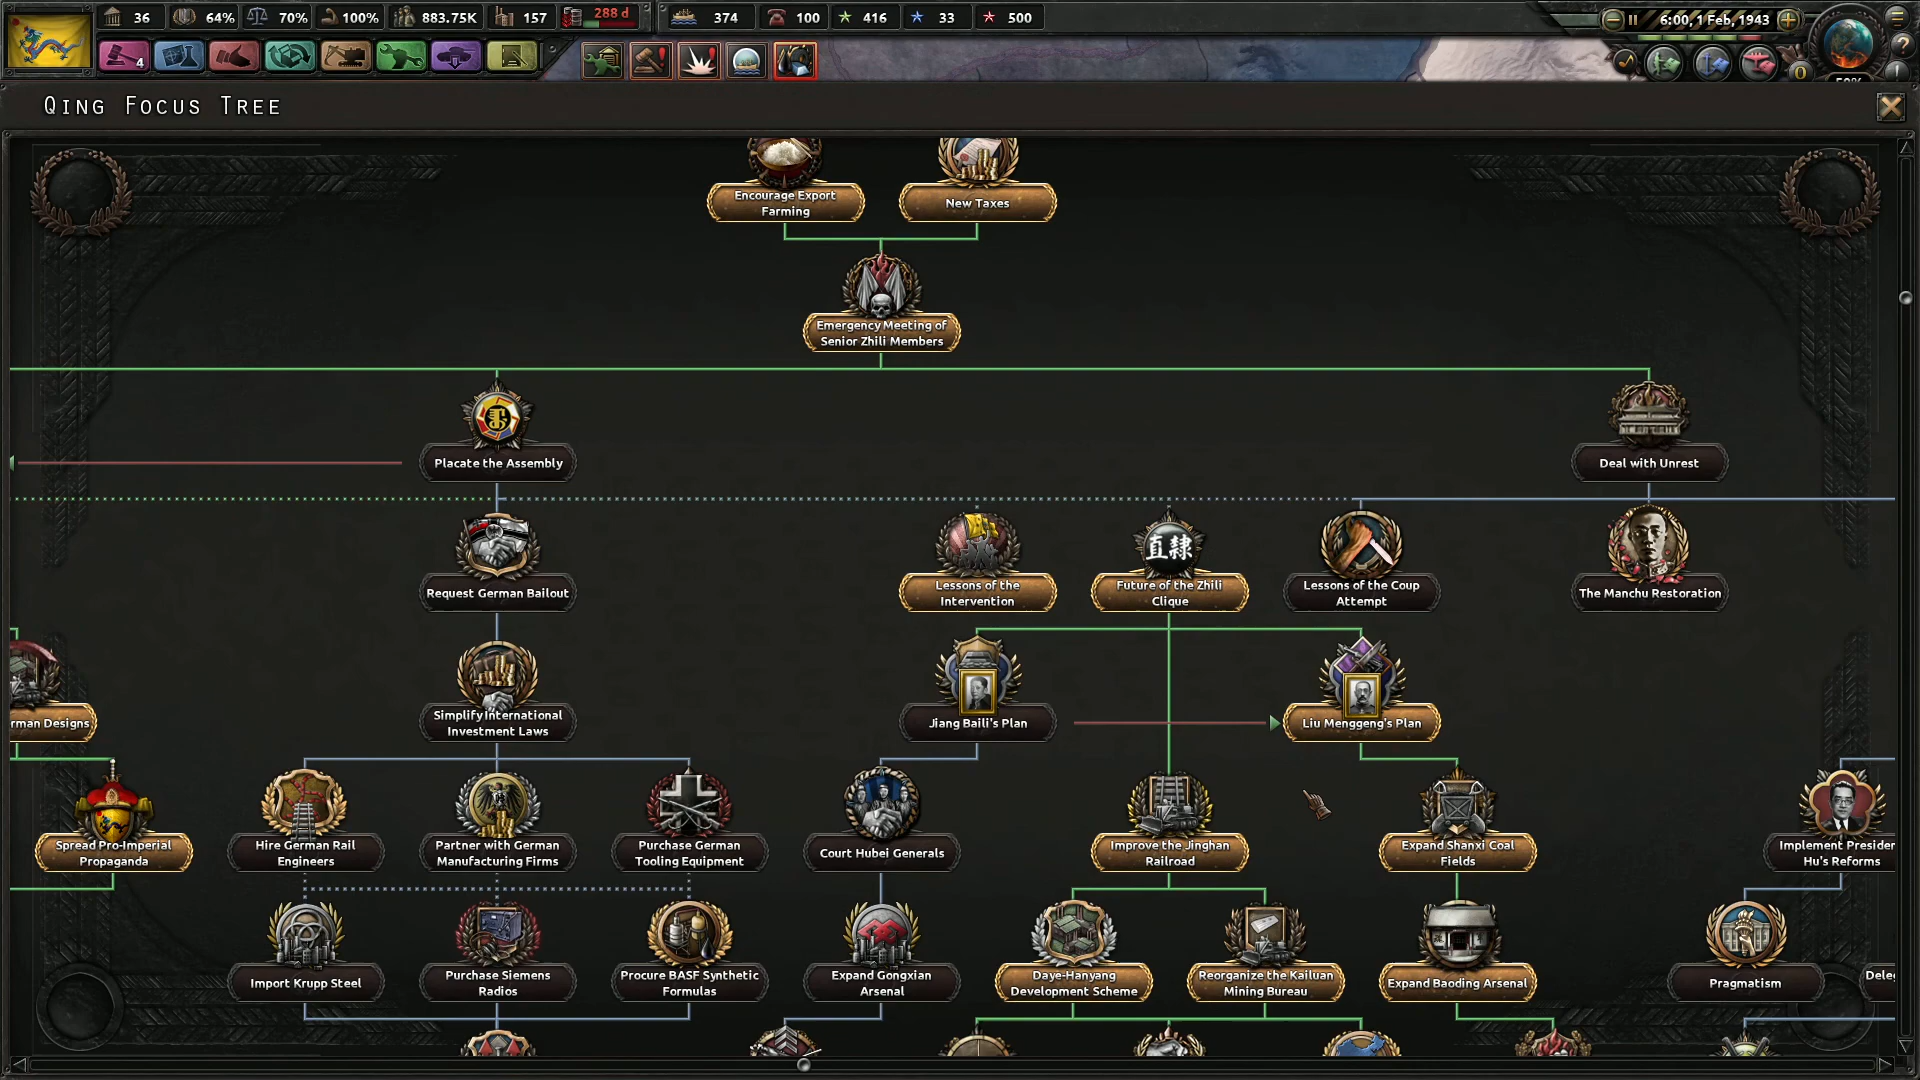 36
64%
70%
100%
883.75K
157
288 d
374
100
416
33
500
6:00, 1 Feb, 1943
4
0
Qing Focus Tree
Encourage Export
Farming
New Taxes
Emergency Meeting of
Senior Zhili Members
Placate the Assembly
Deal with Unrest
Request German Bailout
Lessons of the
Intervention
直隸
Future of the Zhili
Clique
Lessons of the Coup
Attempt
The Manchu Restoration
rman Designs
Simplify International
Investment Laws
Jiang Baili's Plan
Liu Menggeng's Plan
Spread Pro-Imperial
Propaganda
Hire German Rail
Engineers
Partner with German
Manufacturing Firms
Purchase German
Tooling Equipment
Court Hubei Generals
Improve the Jinghan
Railroad
Expand Shanxi Coal
Fields
Implement Presiden
Hu's Reforms
Import Krupp Steel
Purchase Siemens
Radios
Procure BASF Synthetic
Formulas
Expand Gongxian
Arsenal
Daye-Hanyang
Development Scheme
Reorganize the Kailuan
Mining Bureau
Expand Baoding Arsenal
Pragmatism
Deleg